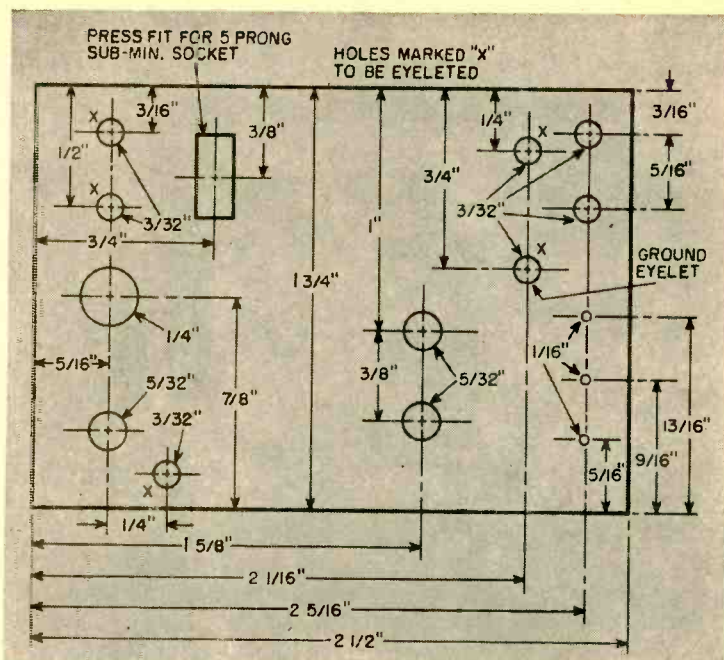 PRESS FIT FOR 5 PRONG
SUB-MIN. SOCKET
HOLES MARKED "X"
TO BE EYELETED
3/16"
3/8"
1/4"
3/16"
X
X
1/2"
3/4"
5/16"
X
3/32"
3/32"
3/4"
1"
X
GROUND
EYELET
1 3/4"
1/4"
1/16"
5/16"
7/8"
3/8"
5/32"
13/16"
5/32"
3/32"
9/16"
5/16"
X
1/4"
1 5/8"
2 1/16"
2 5/16"
2 1/2"